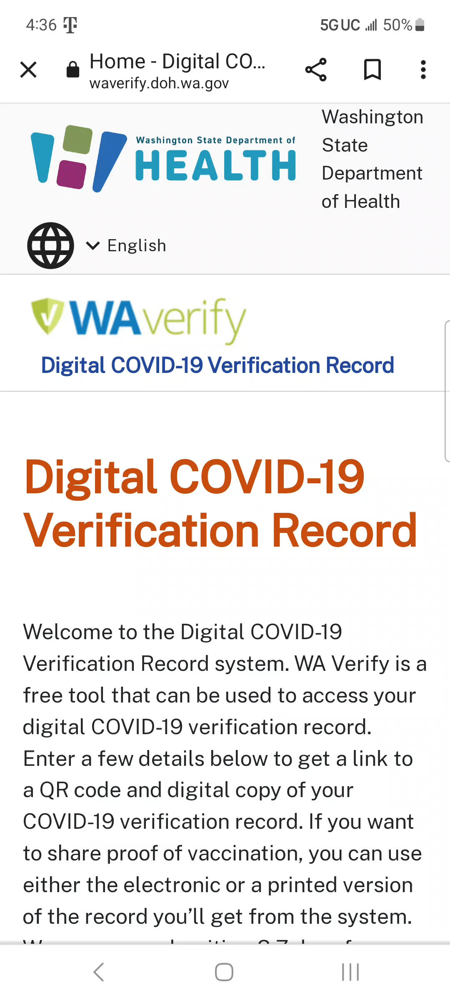 4:36
5G UC 50%
Home - Digital CO...
waverify.doh.wa.gov
Washington State Department of
HEALTH
Washington
State
Department
of Health
English
WAverify
Digital COVID-19 Verification Record
Digital COVID-19
Verification Record
Welcome to the Digital COVID-19
Verification Record system. WA Verify is a
free tool that can be used to access your
digital COVID-19 verification record.
Enter a few details below to get a link to
a QR code and digital copy of your
COVID-19 verification record. If you want
to share proof of vaccination, you can use
either the electronic or a printed version
of the record you’ll get from the system.